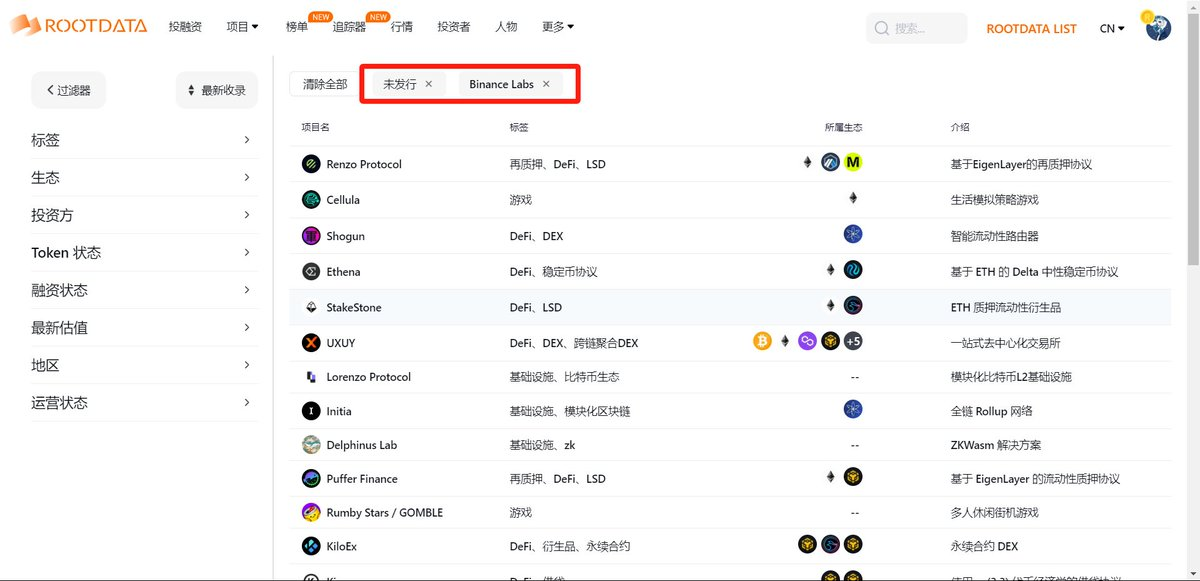 ROOTDATA 投融资 项目 榜单 NEW 追踪器 NEW 行情 投资者 人物 更多 搜索... ROOTDATA LIST CN
R
过滤器 最新收录 清除全部 未发行 × Binance Labs ×
标签
生态
投资方
Token 状态
融资状态
最新估值
地区
运营状态
项目名 标签 所属生态 介绍
Renzo Protocol 再质押、DeFi、LSD M 基于EigenLayer的再质押协议
Cellula 游戏 生活模拟策略游戏
Shogun DeFi、DEX 智能流动性路由器
Ethena DeFi、稳定币协议 基于 ETH 的 Delta 中性稳定币协议
StakeStone DeFi、LSD ETH 质押流动性衍生品
UXUY DeFi、DEX、跨链聚合DEX +5 一站式去中心化交易所
Lorenzo Protocol 基础设施、比特币生态 -- 模块化比特币L2基础设施
Initia 基础设施、模块化区块链 全链 Rollup 网络
Delphinus Lab 基础设施、zk -- ZKWasm 解决方案
Puffer Finance 再质押、DeFi、LSD 基于 EigenLayer 的流动性质押协议
Rumby Stars / GOMBLE 游戏 -- 多人休闲街机游戏
KiloEx DeFi、衍生品、永续合约 永续合约 DEX